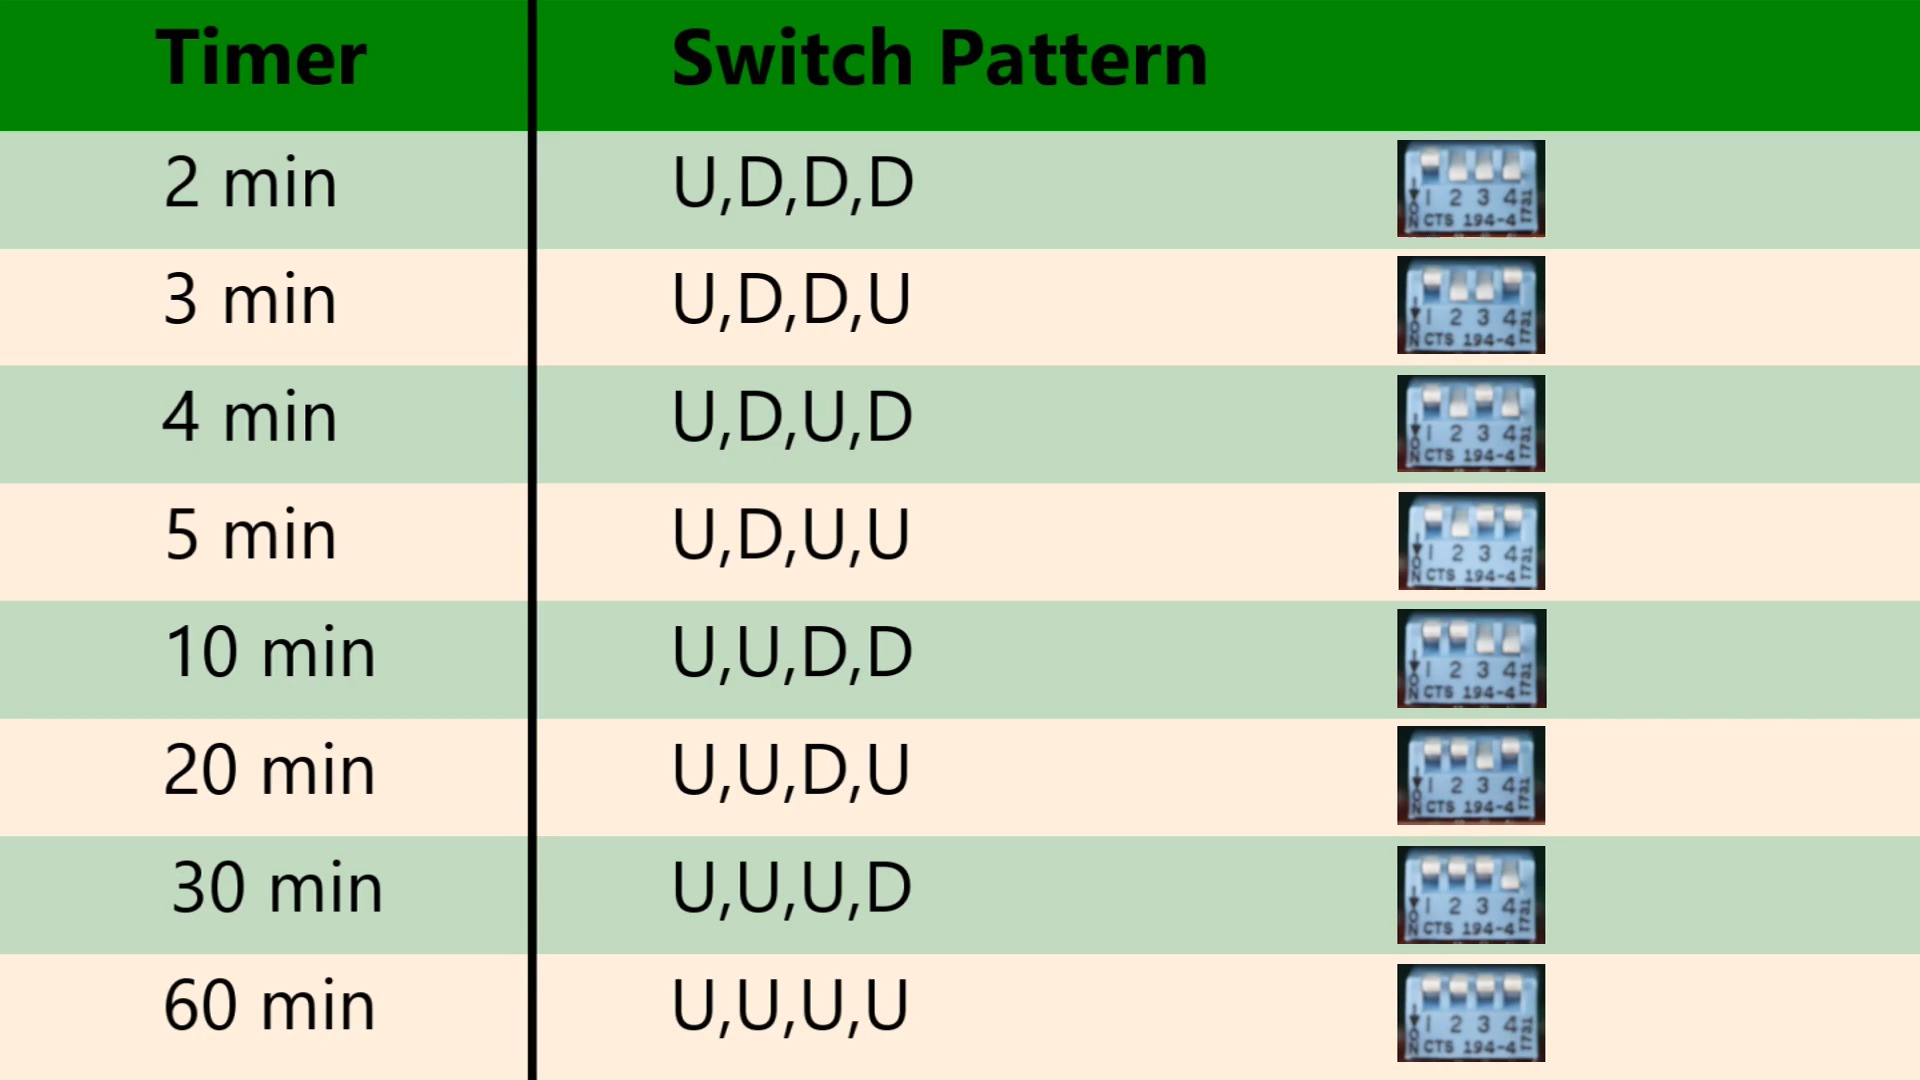 Timer Switch Pattern
2 min U,D,D,D
1 2 3 4
CTS 194-4
3 min U,D,D,U
1 2 3 4
CTS 194-4
4 min U,D,U,D
1 2 3 4
CTS 194-4
5 min U,D,U,U
1 2 3 4
CTS 194-4
10 min U,U,D,D
1 2 3 4
CTS 194-4
20 min U,U,D,U
1 2 3 4
CTS 194-4
30 min U,U,U,D
1 2 3 4
CTS 194-4
60 min U,U,U,U
1 2 3 4
CTS 194-4